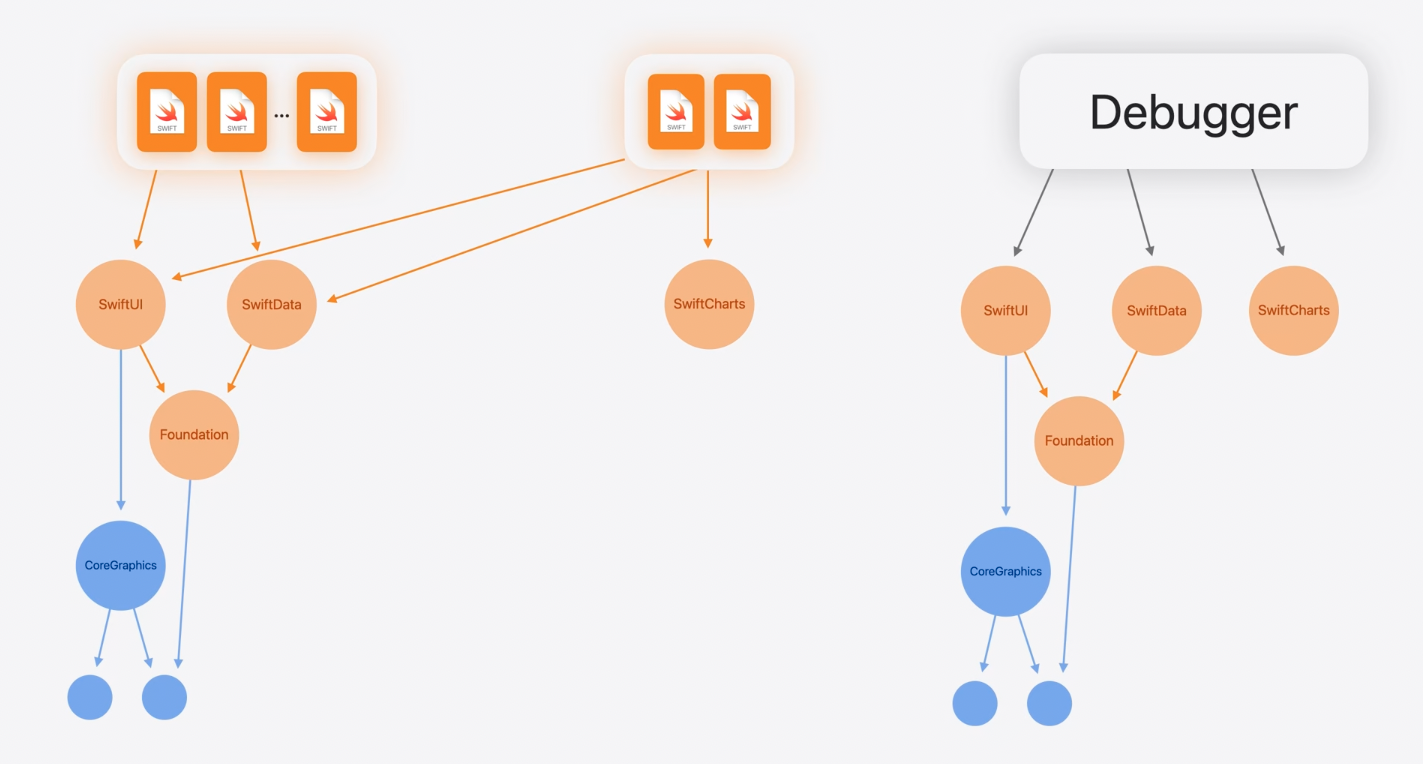 SWIFT
SWIFT
...
SWIFT
SWIFT
SWIFT
Debugger
SwiftUI
SwiftData
SwiftCharts
SwiftUI
SwiftData
SwiftCharts
Foundation
Foundation
CoreGraphics
CoreGraphics